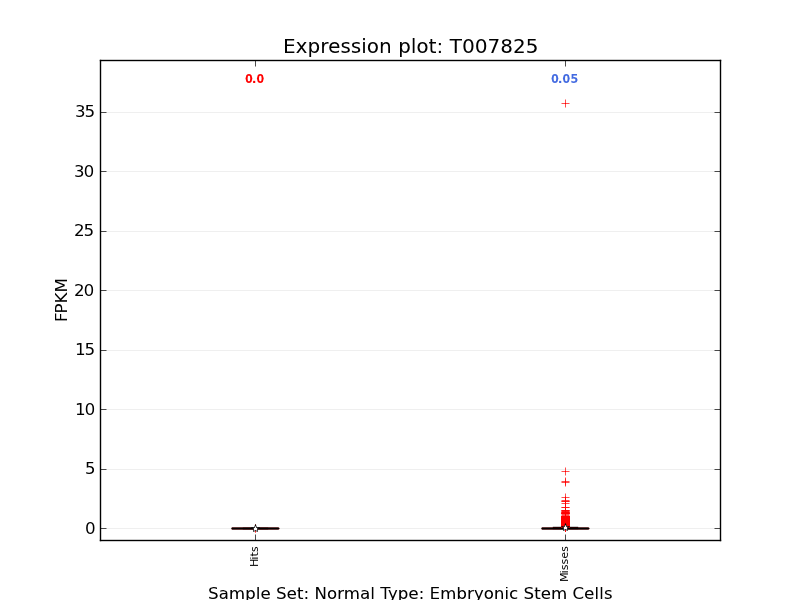 Expression plot: T007825
0.0
0.05
35
30
25
20
15
10
5
0
FPKM
Hits
Misses
Sample Set: Normal Type: Embryonic Stem Cells